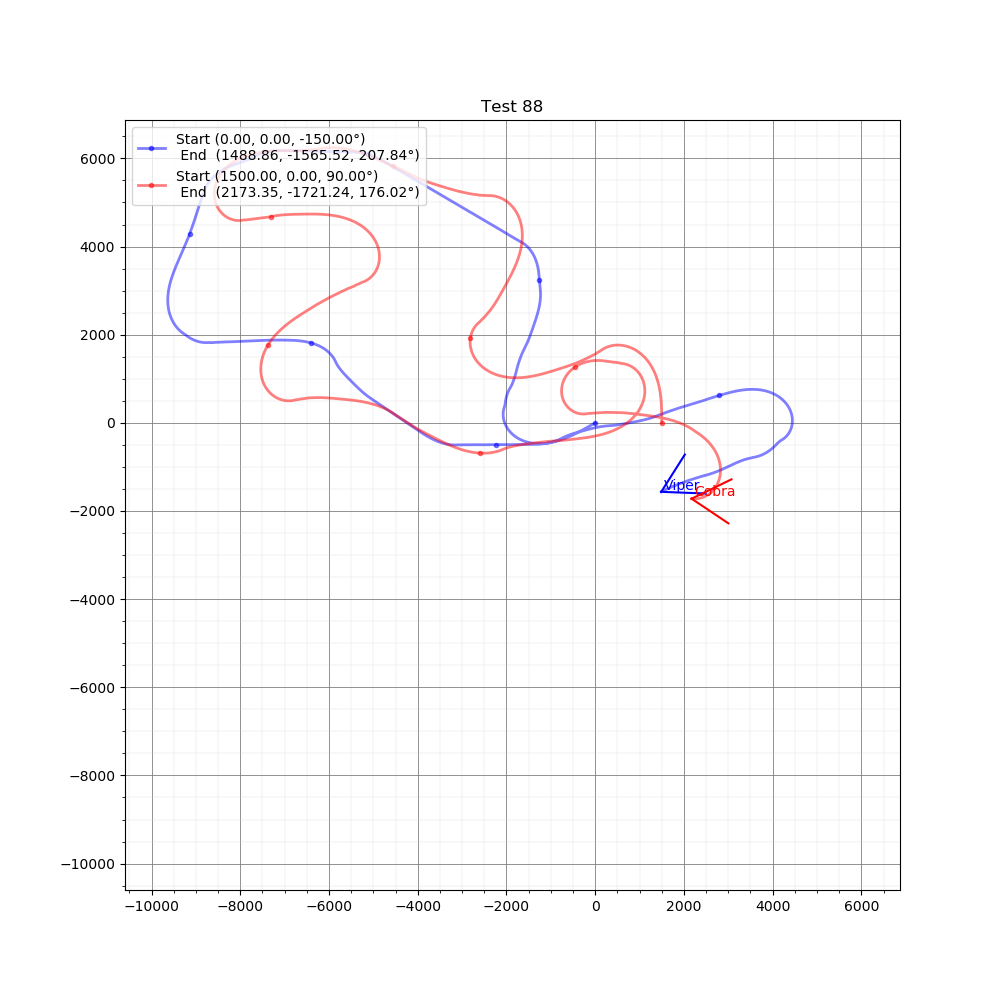 Test 88
Start (0.00, 0.00, -150.00°)
End (1488.86, -1565.52, 207.84°)
Start (1500.00, 0.00, 90.00°)
End (2173.35, -1721.24, 176.02°)
6000
4000
2000
0
−2000
−4000
−6000
−8000
−10000
Viper
Cobra
−10000 −8000 −6000 −4000 −2000 0 2000 4000 6000